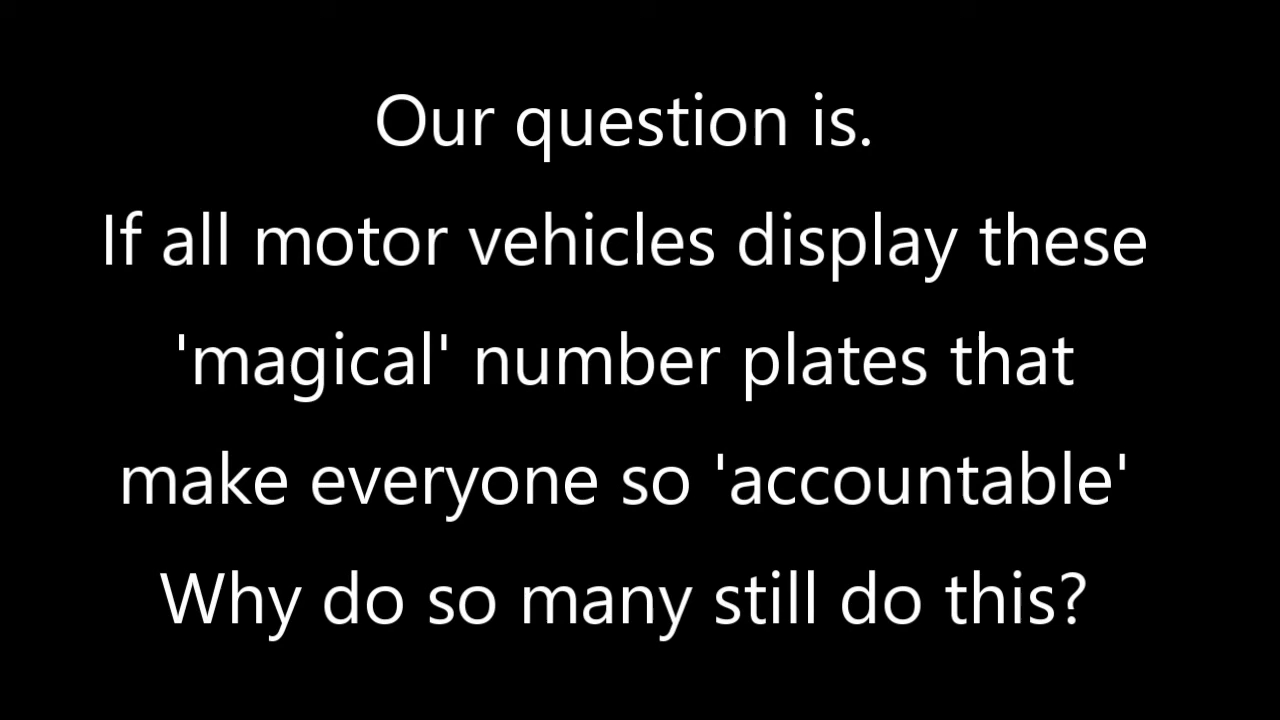 Our question is.
If all motor vehicles display these
'magical' number plates that
make everyone so 'accountable'
Why do so many still do this?